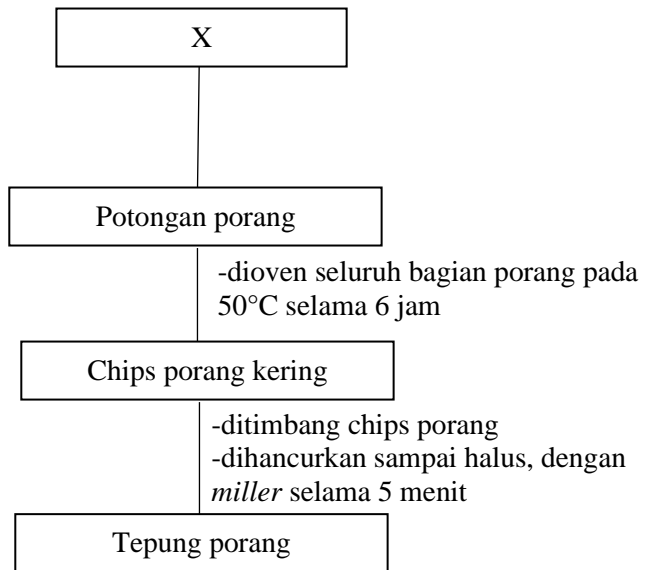 X
Potongan porang
-dioven seluruh bagian porang pada
50°C selama 6 jam
Chips porang kering
-ditimbang chips porang
-dihancurkan sampai halus, dengan
miller selama 5 menit
Tepung porang